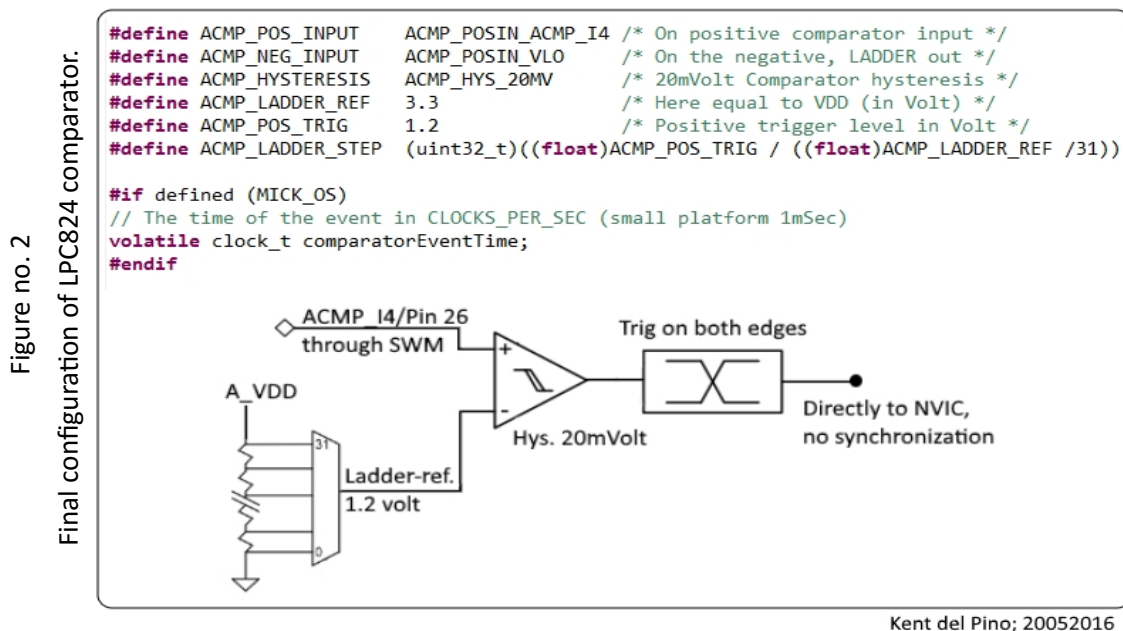 Figure no. 2
Final configuration of LPC824 comparator.
#define ACMP_POS_INPUT ACMP_POSIN_ACMP_I4 /* On positive comparator input */
#define ACMP_NEG_INPUT ACMP_POSIN_VLO /* On the negative, LADDER out */
#define ACMP_HYSTERESIS ACMP_HYS_20MV /* 20mVolt Comparator hysteresis */
#define ACMP_LADDER_REF 3.3 /* Here equal to VDD (in Volt) */
#define ACMP_POS_TRIG 1.2 /* Positive trigger level in Volt */
#define ACMP_LADDER_STEP (uint32_t)((float)ACMP_POS_TRIG / ((float)ACMP_LADDER_REF /31))
#if defined (MICK_OS)
// The time of the event in CLOCKS_PER_SEC (small platform 1mSec)
volatile clock_t comparatorEventTime;
#endif
ACMP_I4/Pin 26
through SWM
Trig on both edges
+
-
Hys. 20mVolt
Directly to NVIC,
no synchronization
A_VDD
31
0
Ladder-ref.
1.2 volt
Kent del Pino; 20052016